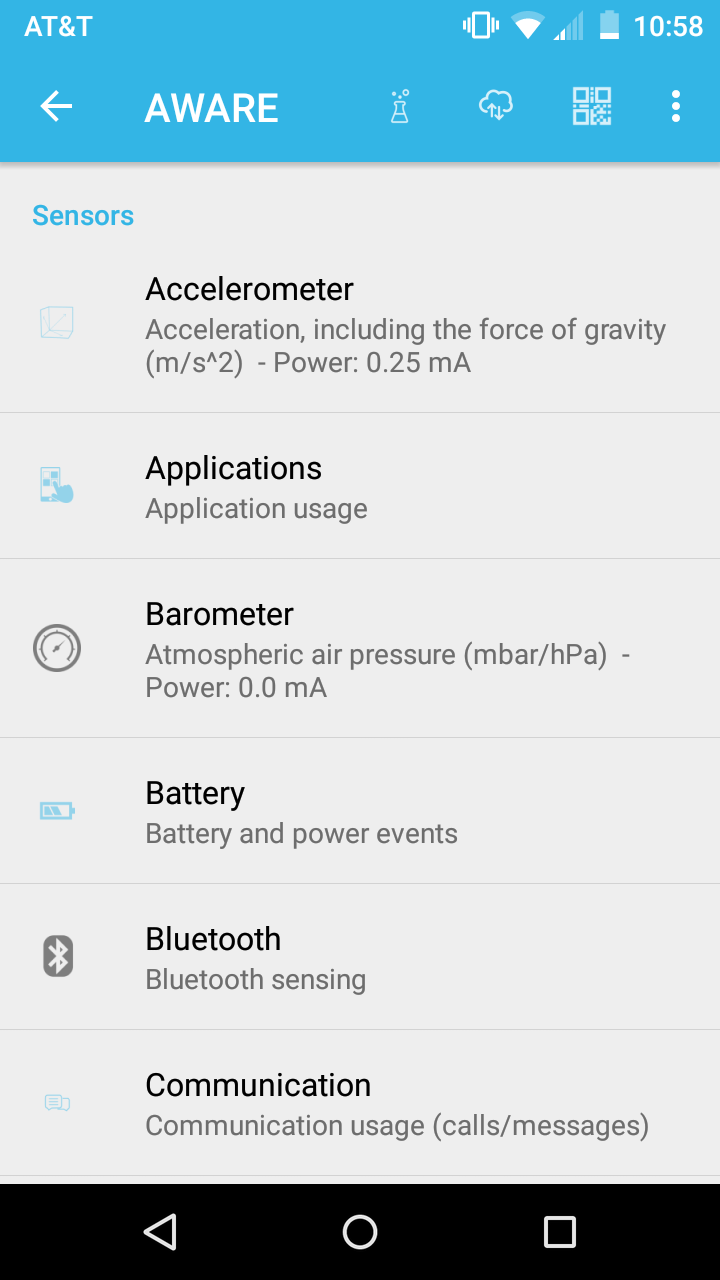 AT&T 10:58
AWARE
Sensors
Accelerometer
Acceleration, including the force of gravity
(m/s^2)  - Power: 0.25 mA
Applications
Application usage
Barometer
Atmospheric air pressure (mbar/hPa)  -
Power: 0.0 mA
Battery
Battery and power events
Bluetooth
Bluetooth sensing
Communication
Communication usage (calls/messages)